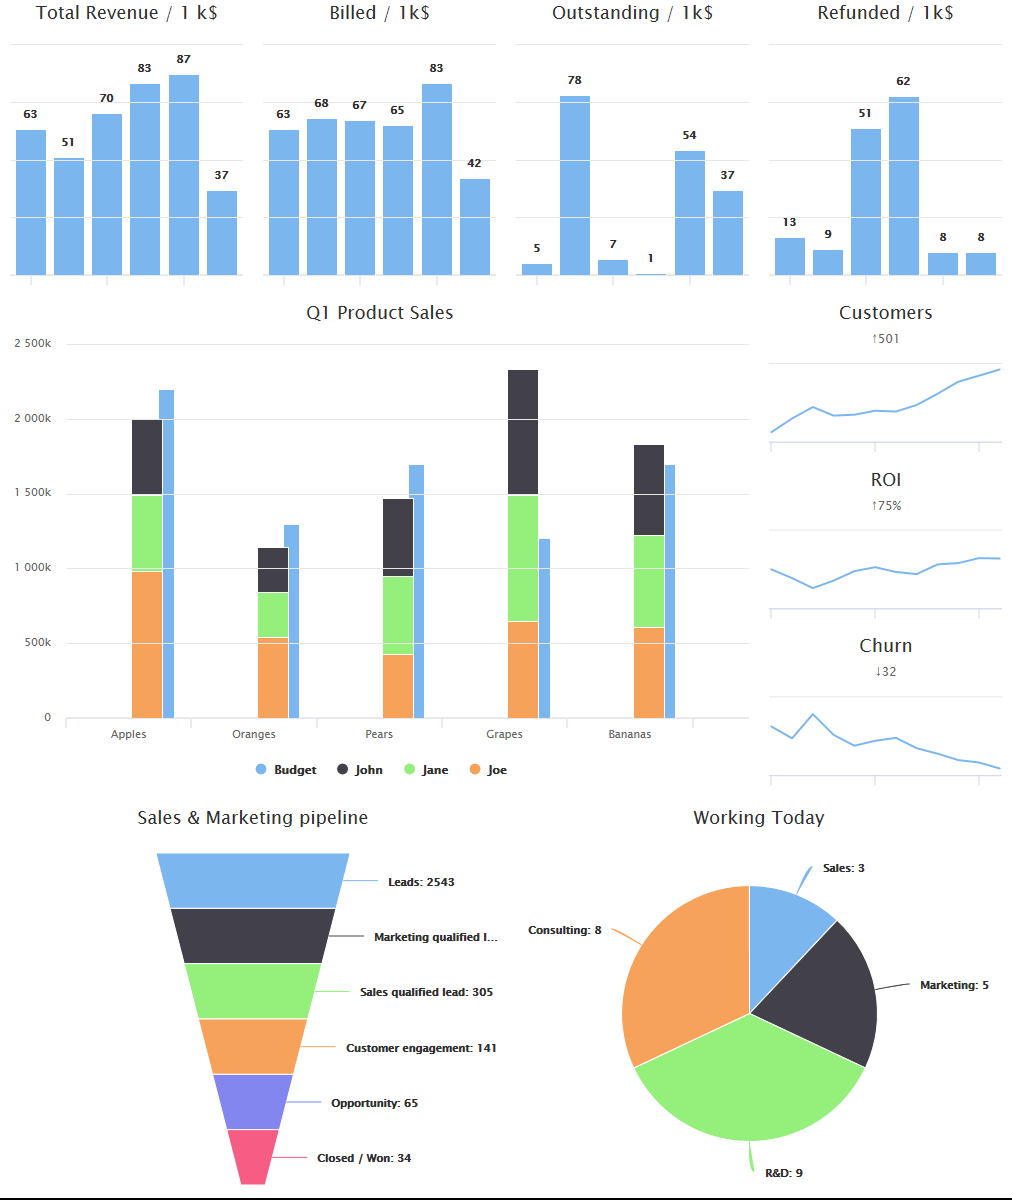 Total Revenue / 1 k$
63
51
70
83
87
37
Billed / 1k$
63
68
67
65
83
42
Outstanding / 1k$
5
78
7
1
54
37
Refunded / 1k$
13
9
51
62
8
8
Q1 Product Sales
2 500k
2 000k
1 500k
1 000k
500k
0
Apples
Oranges
Pears
Grapes
Bananas
Budget
John
Jane
Joe
Customers
↑501
ROI
↑75%
Churn
↓32
Sales & Marketing pipeline
Leads: 2543
Marketing qualified l...
Sales qualified lead: 305
Customer engagement: 141
Opportunity: 65
Closed / Won: 34
Working Today
Sales: 3
Consulting: 8
Marketing: 5
R&D: 9